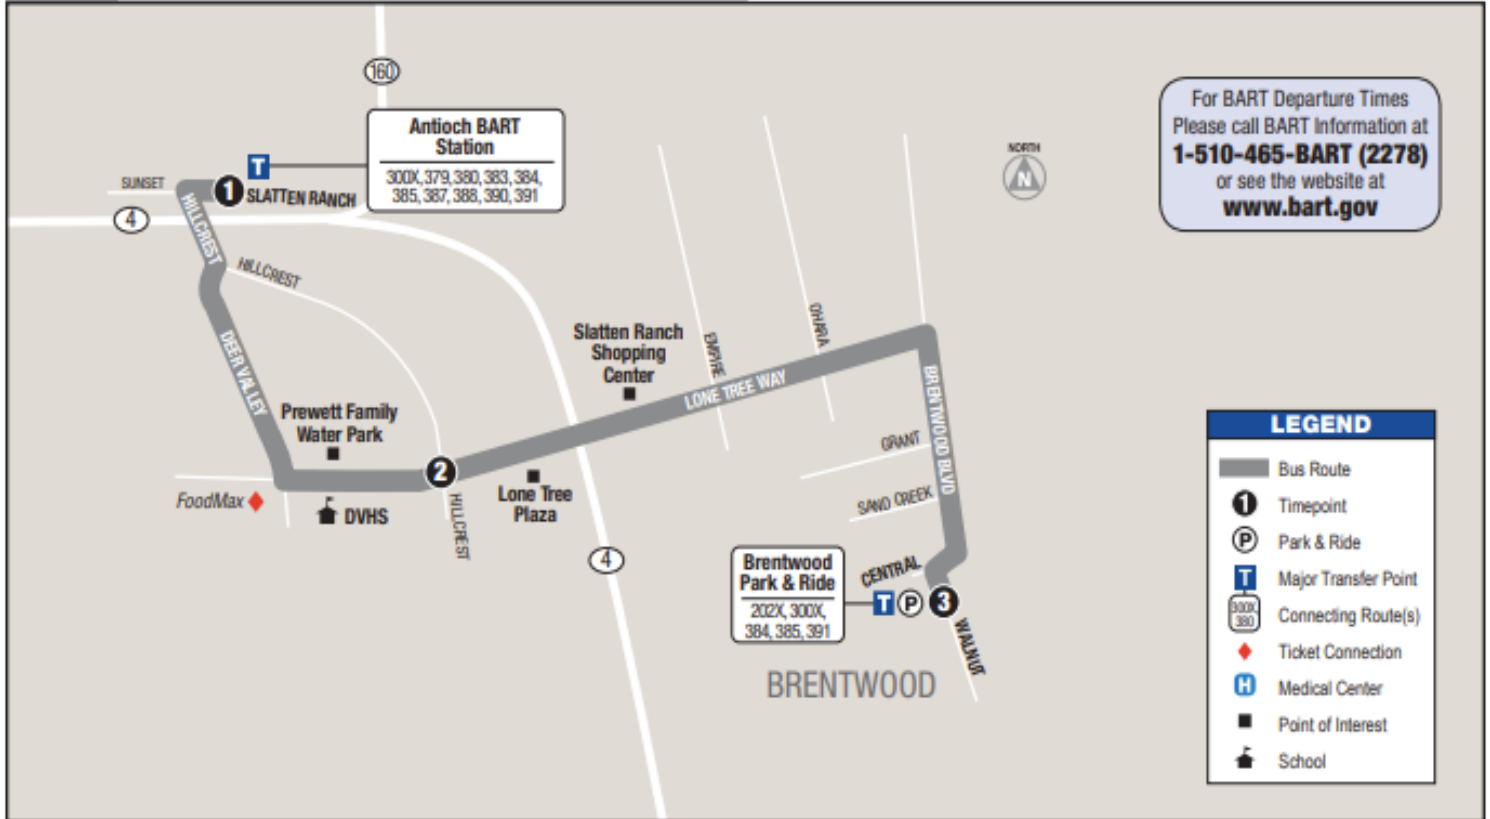 160
Antioch BART
Station
300X, 379, 380, 383, 384,
385, 387, 388, 390, 391
T
SUNSET
1
SLATTEN RANCH
4
HILLCREST
HILLCREST
DEER VALLEY
Prewett Family
Water Park
FoodMax
DVHS
2
HILLCREST
Lone Tree
Plaza
Slatten Ranch
Shopping
Center
4
EMPIRE
OHARA
LONE TREE WAY
BRENTWOOD BLVD
GRANT
SAND CREEK
CENTRAL
Brentwood
Park & Ride
202X, 300X,
384, 385, 391
T
P
3
WALNUT
BRENTWOOD
NORTH
N
For BART Departure Times
Please call BART Information at
1-510-465-BART (2278)
or see the website at
www.bart.gov
LEGEND
Bus Route
1 Timepoint
P Park & Ride
T Major Transfer Point
300X
380
Connecting Route(s)
Ticket Connection
H Medical Center
Point of Interest
School